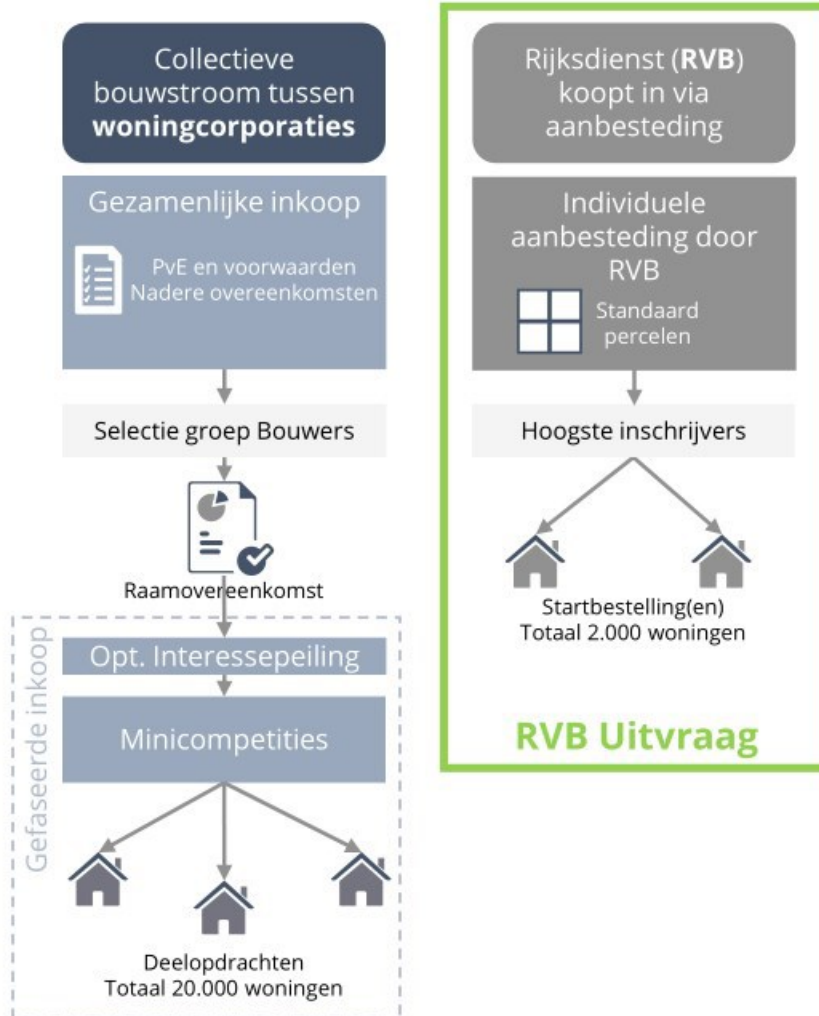 Collectieve
bouwstroom tussen
woningcorporaties
Gezamenlijke inkoop
PvE en voorwaarden
Nadere overeenkomsten
Selectie groep Bouwers
Raamovereenkomst
Gefaseerde inkoop
Opt. Interessepeiling
Minicompetities
Deelopdrachten
Totaal 20.000 woningen
Rijksdienst (RVB)
koopt in via
aanbesteding
Individuele
aanbesteding door
RVB
Standaard
percelen
Hoogste inschrijvers
Startbestelling(en)
Totaal 2.000 woningen
RVB Uitvraag